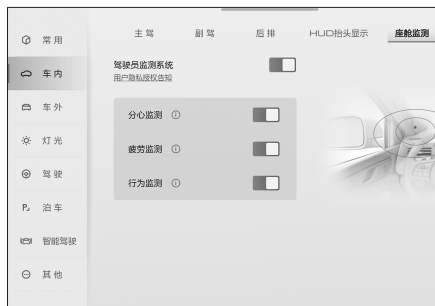 主驾 副驾 后排 HUD抬头显示 座舱监测
常用
车内
车外
灯光
驾驶
泊车
智能驾驶
其他
驾驶员监测系统
用户隐私授权告知
分心监测
疲劳监测
行为监测